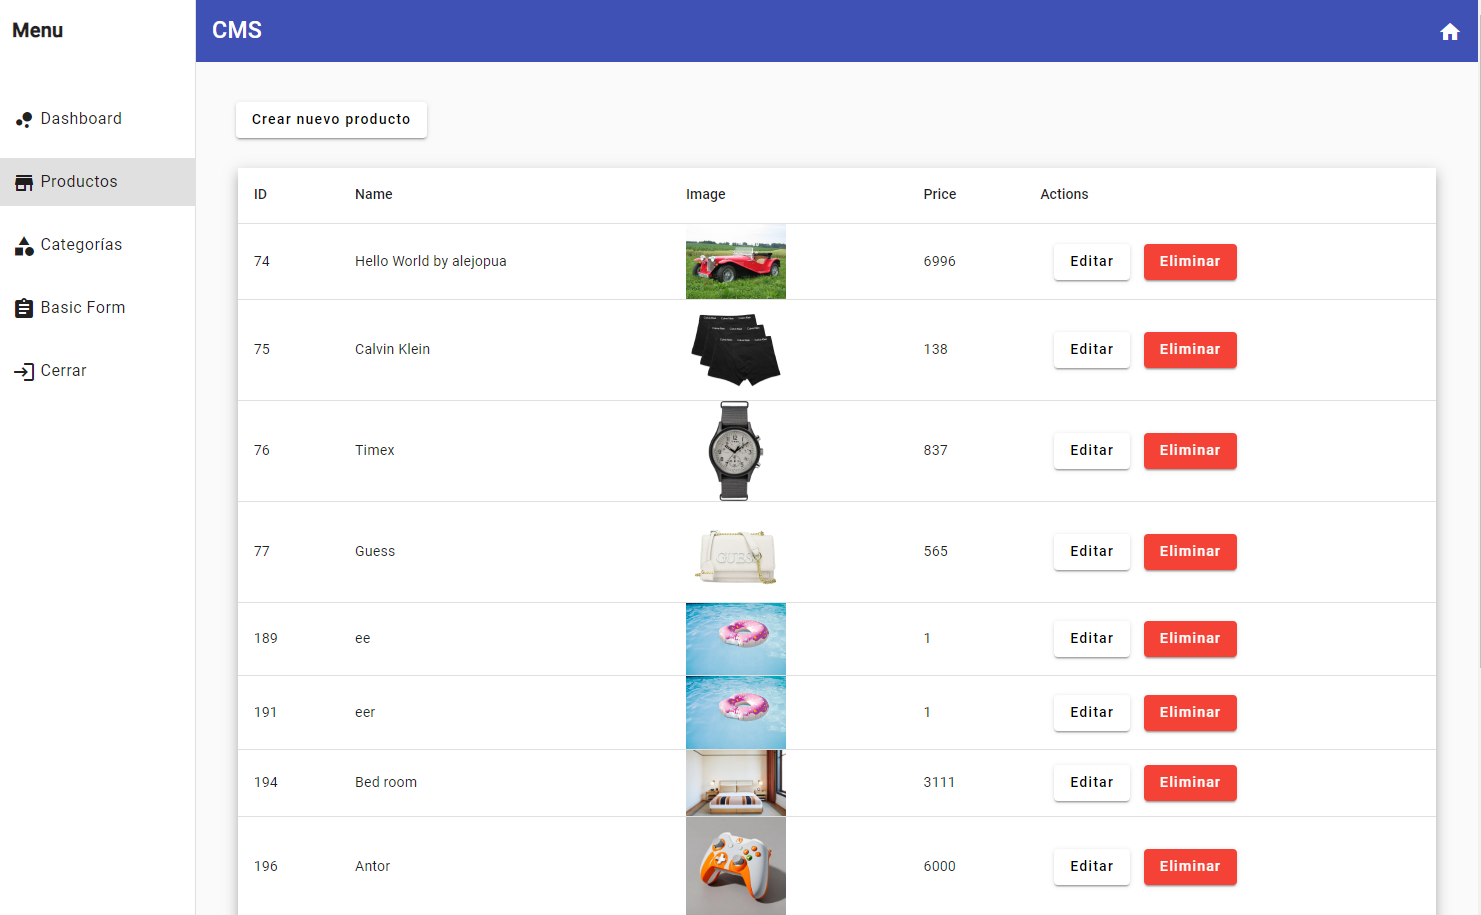 Menu
CMS
Dashboard
Productos
Categorías
Basic Form
Cerrar
Crear nuevo producto
ID Name Image Price Actions
74 Hello World by alejopua 6996 Editar Eliminar
75 Calvin Klein 138 Editar Eliminar
76 Timex 837 Editar Eliminar
77 Guess GUESS 565 Editar Eliminar
189 ee 1 Editar Eliminar
191 eer 1 Editar Eliminar
194 Bed room 3111 Editar Eliminar
196 Antor 6000 Editar Eliminar